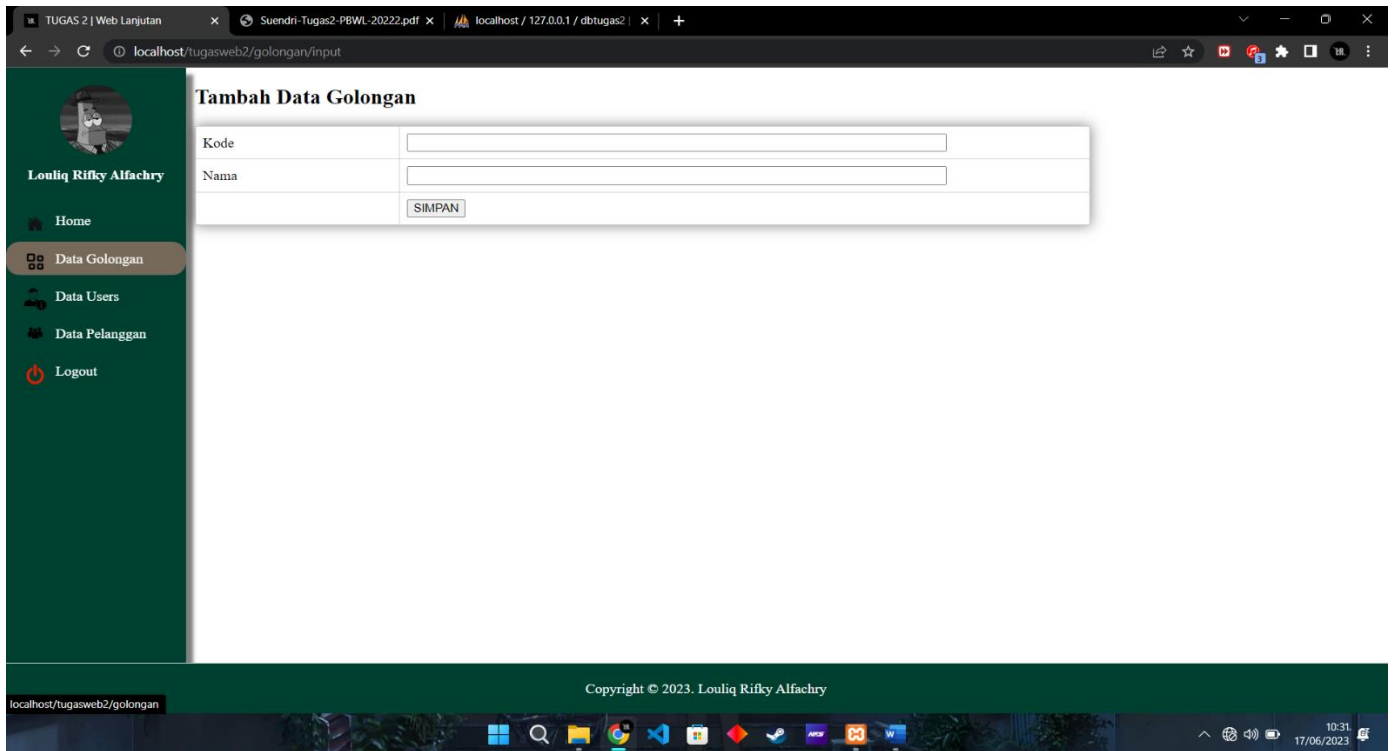 TUGAS 2 | Web Lanjutan
Suendri-Tugas2-PBWL-20222.pdf
localhost / 127.0.0.1 / dbtugas2 |
localhost/tugasweb2/golongan/input
3
Louliq Rifky Alfachry
Home
Data Golongan
Data Users
Data Pelanggan
Logout
Tambah Data Golongan
Kode
Nama
SIMPAN
Copyright © 2023. Louliq Rifky Alfachry
localhost/tugasweb2/golongan
10:31
17/06/2023